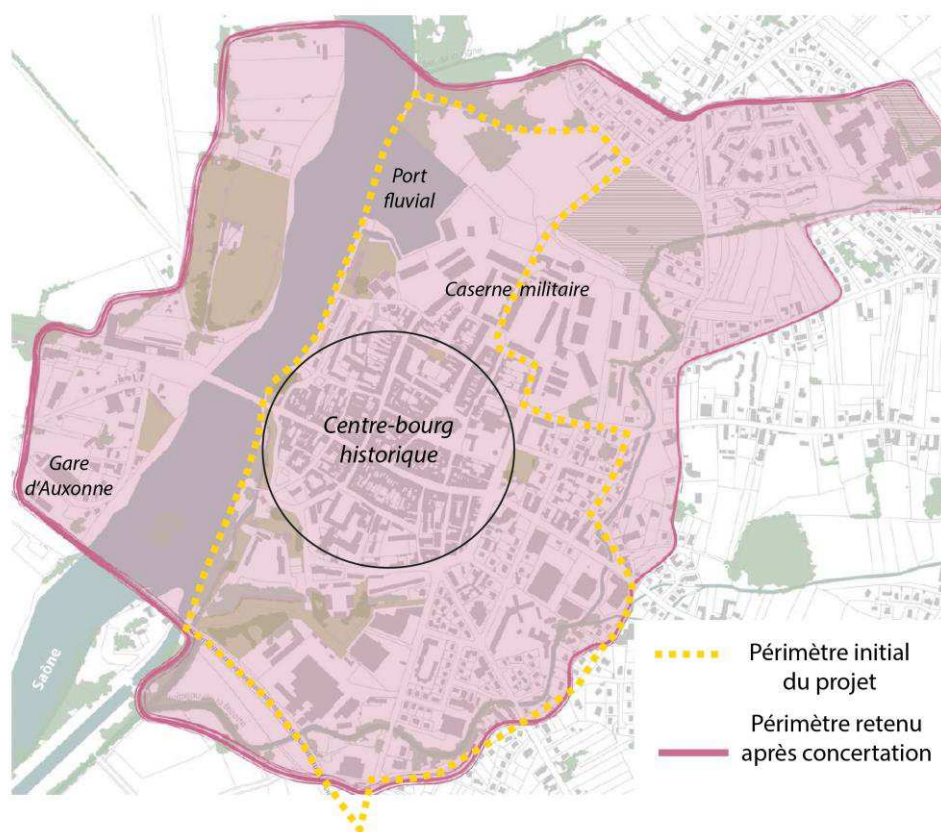 Port
fluvial
Caserne militaire
Centre-bourg
historique
Gare
d'Auxonne
Saône
Périmètre initial
du projet
Périmètre retenu
après concertation